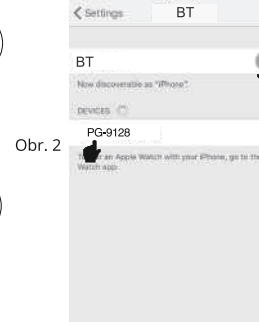 Settings
BT
BT
Now discoverable as "iPhone".
DEVICES
PG-9128
Obr. 2
an Apple Watch with your iPhone, go to the
Watch app.